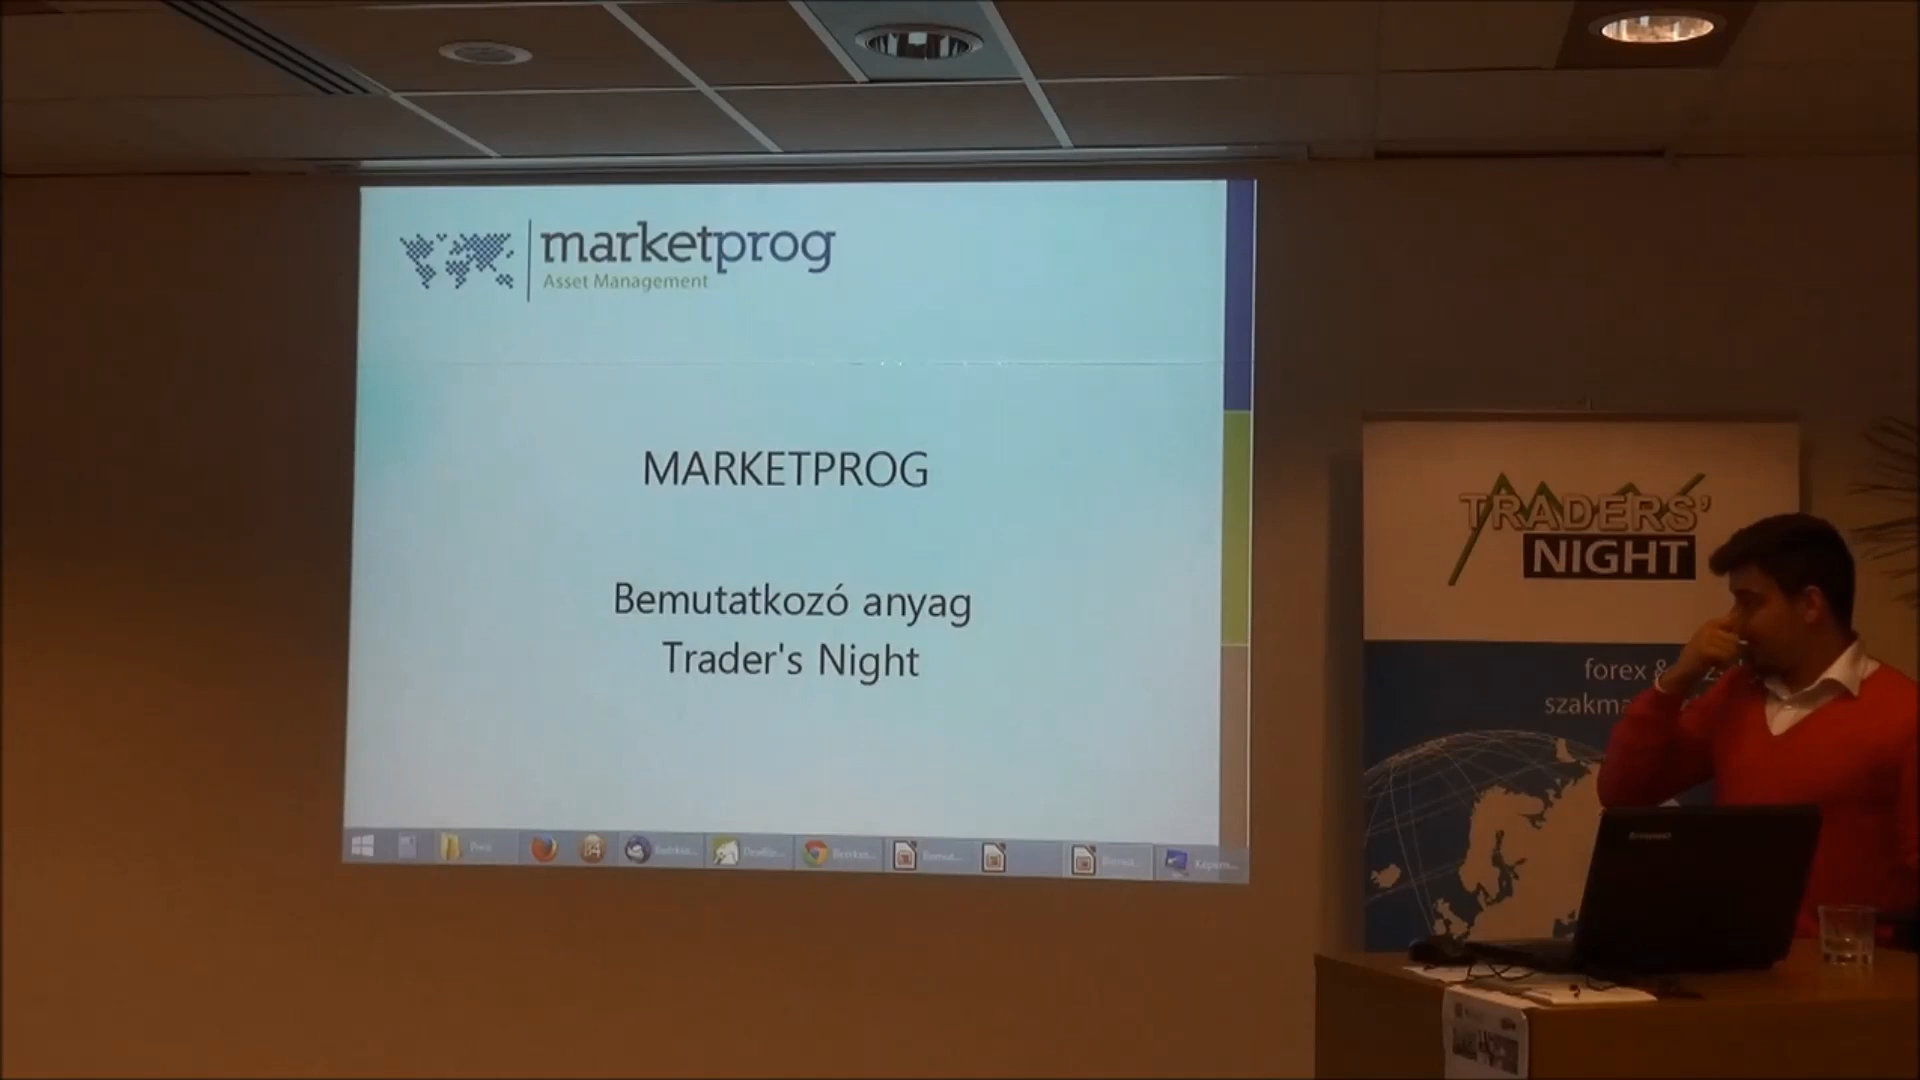 marketprog
Asset Management
MARKETPROG
Bemutatkozó anyag
Trader's Night
TRADERS'
NIGHT
forex &